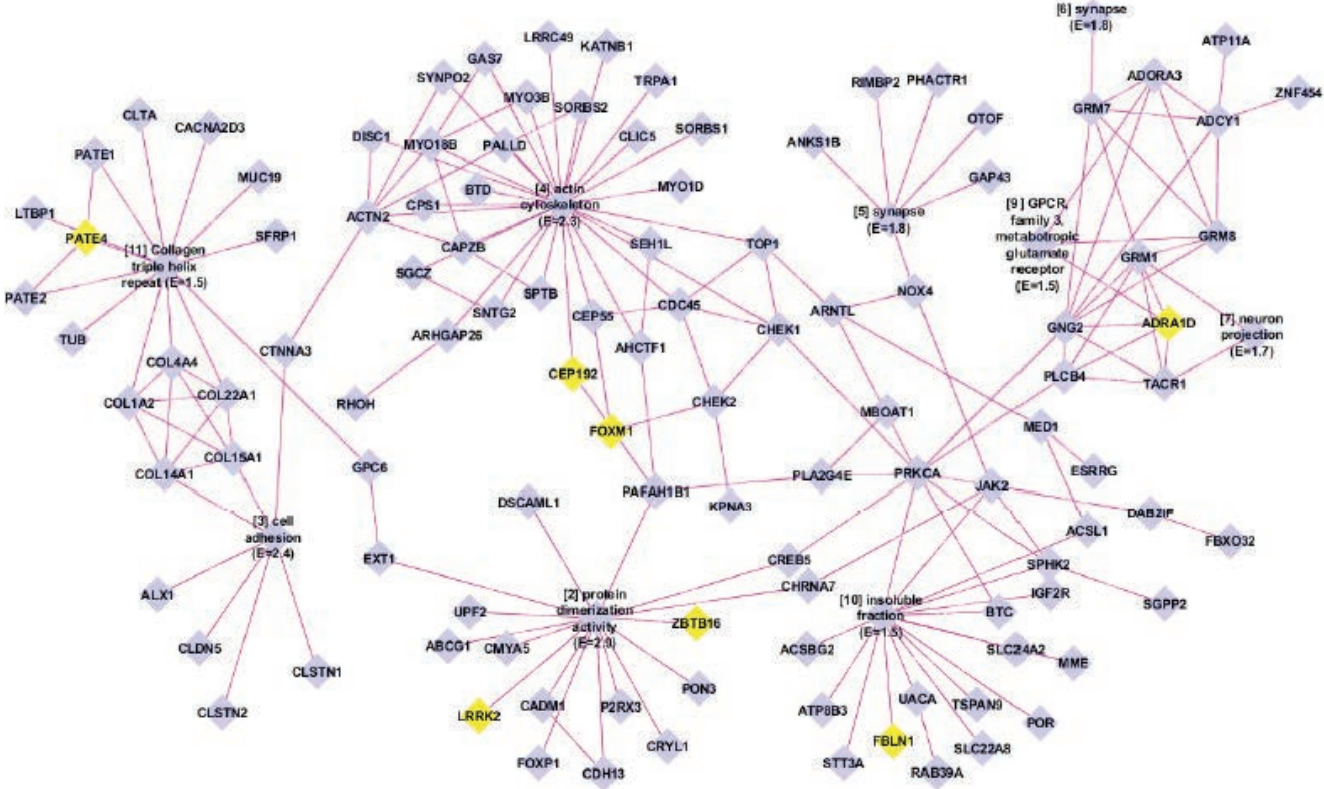 [6] synapse
(E=1.8)
LRRC49
KATNB1
ATP11A
GAS7
SYNPO2
TRPA1
RIMBP2
PHACTR1
ADORA3
ZNF454
MYO3B
SORBS2
GRM7
ADCY1
CLTA
CACNA2D3
DISC1
MYO18B
PALLD
CLIC5
SORBS1
OTOF
ANKS1B
PATE1
MUC19
BTD
[4] actin
cytoskeleton
(E=2.3)
MYO1D
GAP43
LTBP1
PATE4
SFRP1
ACTN2
CPS1
[5] synapse
(E=1.8)
[9] GPCR,
family 3,
metabotropic
glutamate
receptor
(E=1.5)
GRM8
[11] Collagen
triple helix
repeat (E=1.5)
CAPZB
SEH1L
TOP1
GRM1
PATE2
SGCZ
SPTB
NOX4
SNTG2
CEP55
CDC45
ARNTL
TUB
ARHGAP26
CHEK1
GNG2
ADRA1D
[7] neuron
projection
(E=1.7)
CTNNA3
AHCTF1
COL4A4
CEP192
PLCB4
TACR1
COL1A2
COL22A1
RHOH
CHEK2
MBOAT1
FOXM1
MED1
COL14A1
COL15A1
GPC6
PLA2G4E
PRKCA
ESRRG
JAK2
PAFAH1B1
DSCAML1
KPNA3
DAB2IP
[3] cell
adhesion
(E=2.4)
ACSL1
FBXO32
EXT1
CREB5
SPHK2
ALX1
CHRNA7
IGF2R
[2] protein
dimerization
activity
(E=2.0)
[10] insoluble
fraction
(E=1.5)
SGPP2
UPF2
ZBTB16
BTC
CLDN5
ABCG1
CMYA5
ACSBG2
SLC24A2
MME
CLSTN1
PON3
CLSTN2
LRRK2
CADM1
P2RX3
ATP8B3
UACA
TSPAN9
POR
CRYL1
FBLN1
SLC22A8
FOXP1
CDH13
STT3A
RAB39A